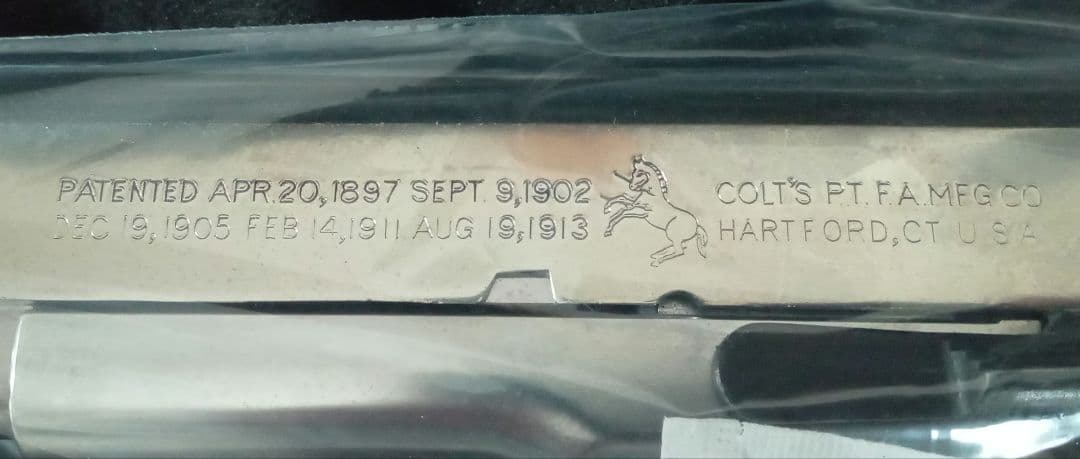 PATENTED APR.20,1897 SEPT. 9,1902
DEC 19,1905 FEB 14,1911 AUG 19,1913
COLT'S P.T. F.A. MFG CO
HARTFORD,CT U S A